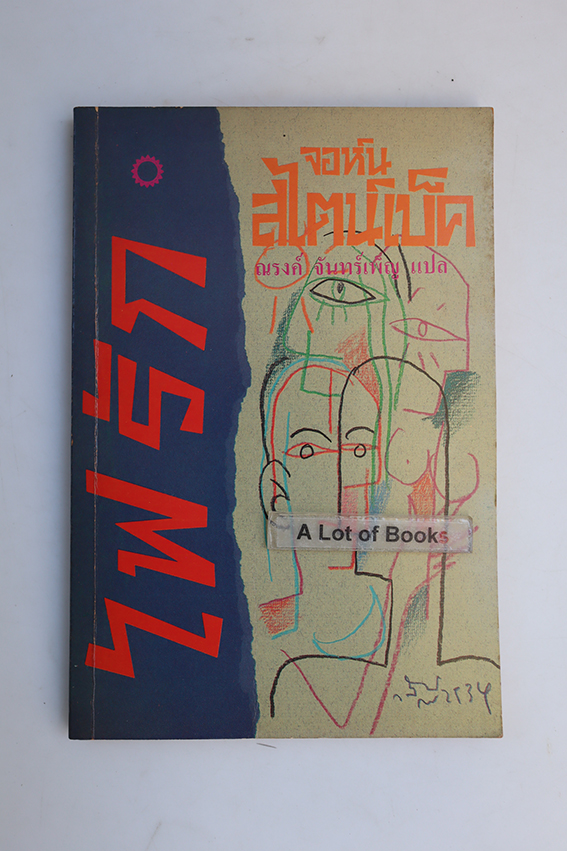 จอห์น
สไตน์เบ็ค
ณรงค์ จันทร์เพ็ญ แปล
ไฟรัก
A Lot of Books